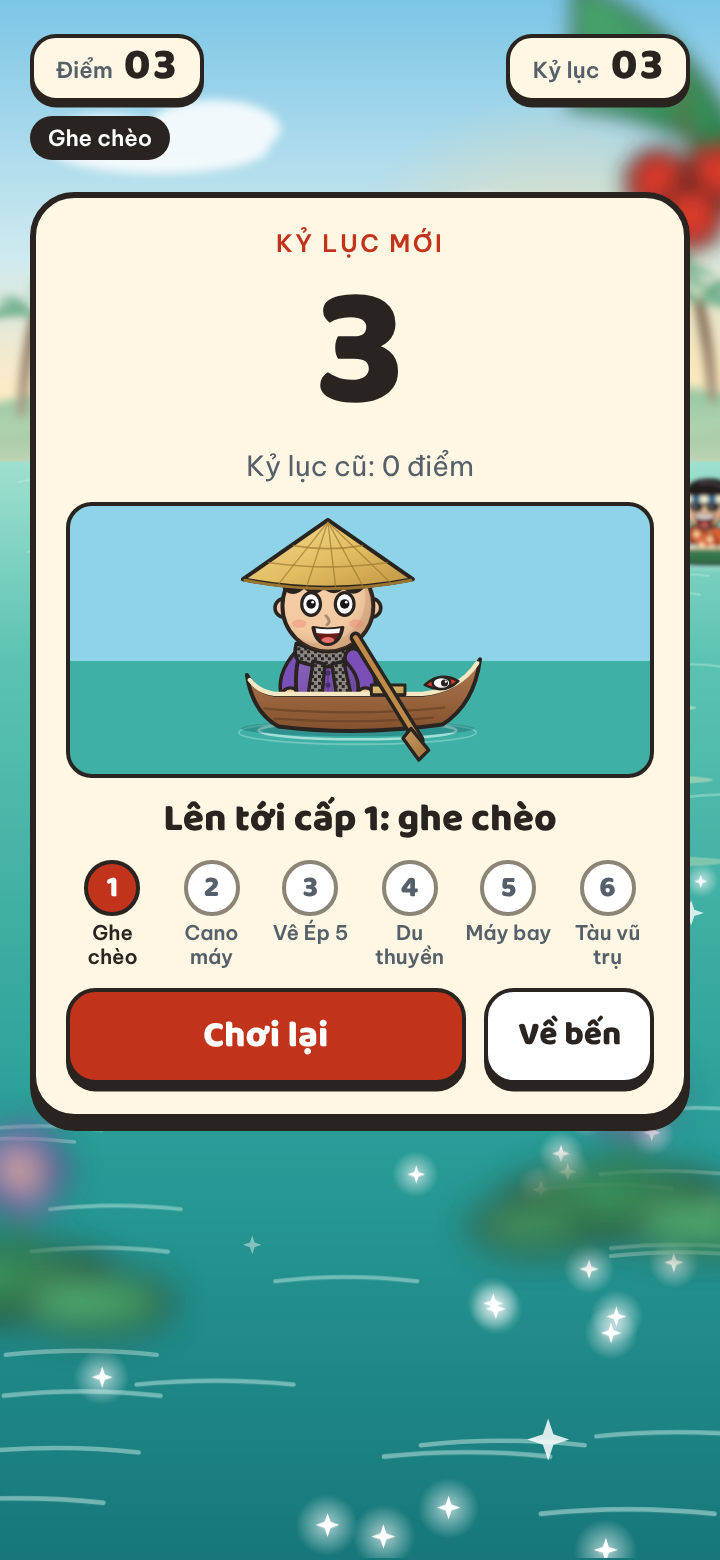 Điểm 03
Kỷ lục 03
Ghe chèo
KỶ LỤC MỚI
3
Kỷ lục cũ: 0 điểm
Lên tới cấp 1: ghe chèo
1 2 3 4 5 6
Ghe chèo
Cano máy
Vê Ép 5
Du thuyền
Máy bay
Tàu vũ trụ
Chơi lại
Về bến